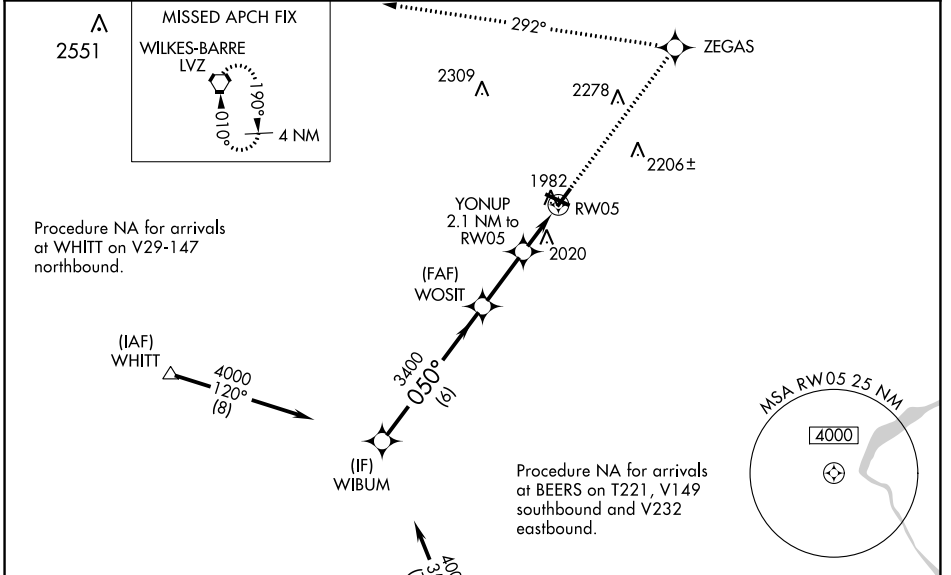 MISSED APCH FIX
2551
WILKES-BARRE
LVZ
190°
010°
4 NM
292°
ZEGAS
2309
2278
2206±
1982
RW05
YONUP
2.1 NM to
RW05
2020
Procedure NA for arrivals
at WHITT on V29-147
northbound.
(FAF)
WOSIT
(IAF)
WHITT
4000
120°
(8)
3400
050°
(6)
(IF)
WIBUM
MSA RW05 25 NM
4000
Procedure NA for arrivals
at BEERS on T221, V149
southbound and V232
eastbound.